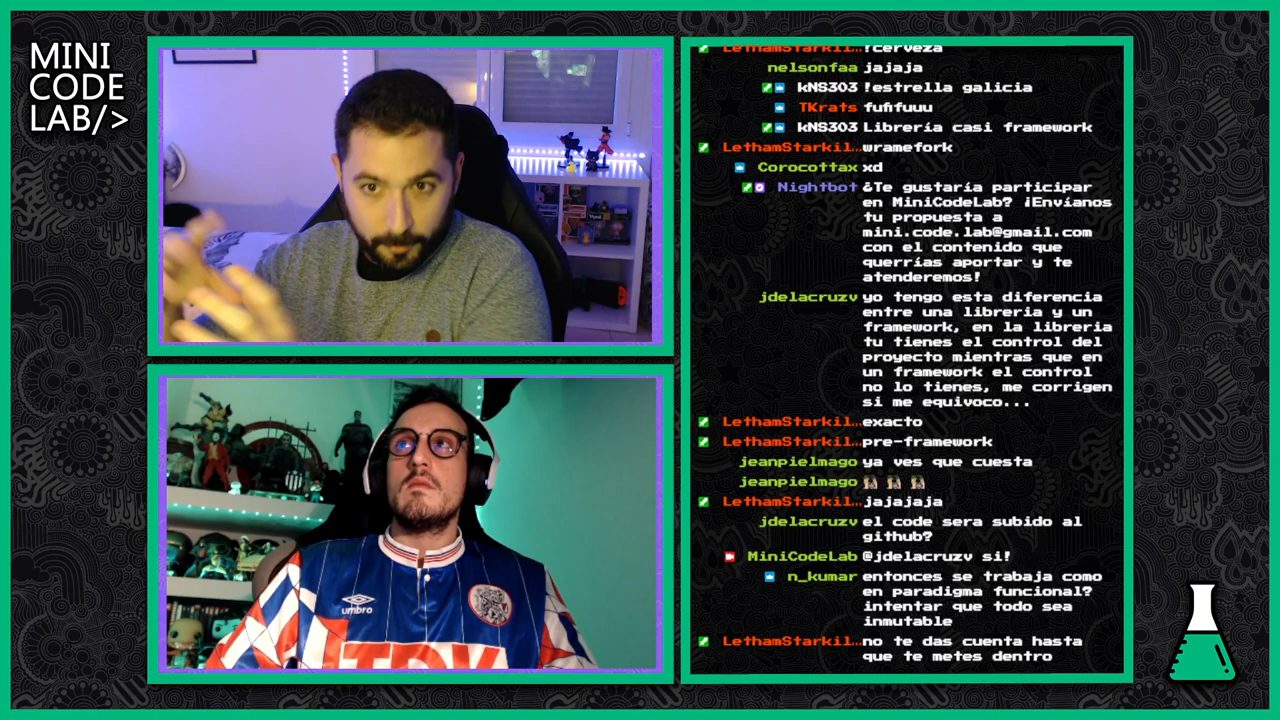 MINI
CODE
LAB/>
umbro
TDK
LethamStarkil… !cerveza
nelsonfaa jajaja
kNS303 !estrella galicia
TKrats fufifuuu
kNS303 Librería casi framework
LethamStarkil… wramefork
Corocottax xd
Nightbot ¿Te gustaría participar
en MiniCodeLab? ¡Envíanos
tu propuesta a
mini.code.lab@gmail.com
con el contenido que
querrías aportar y te
atenderemos!
jdelacruzv yo tengo esta diferencia
entre una libreria y un
framework, en la libreria
tu tienes el control del
proyecto mientras que en
un framework el control
no lo tienes, me corrigen
si me equivoco...
LethamStarkil… exacto
LethamStarkil… pre-framework
jeanpielmago ya ves que cuesta
jeanpielmago
LethamStarkil… jajajaja
jdelacruzv el code sera subido al
github?
MiniCodeLab @jdelacruzv si!
n_kumar entonces se trabaja como
en paradigma funcional?
intentar que todo sea
inmutable
LethamStarkil… no te das cuenta hasta
que te metes dentro